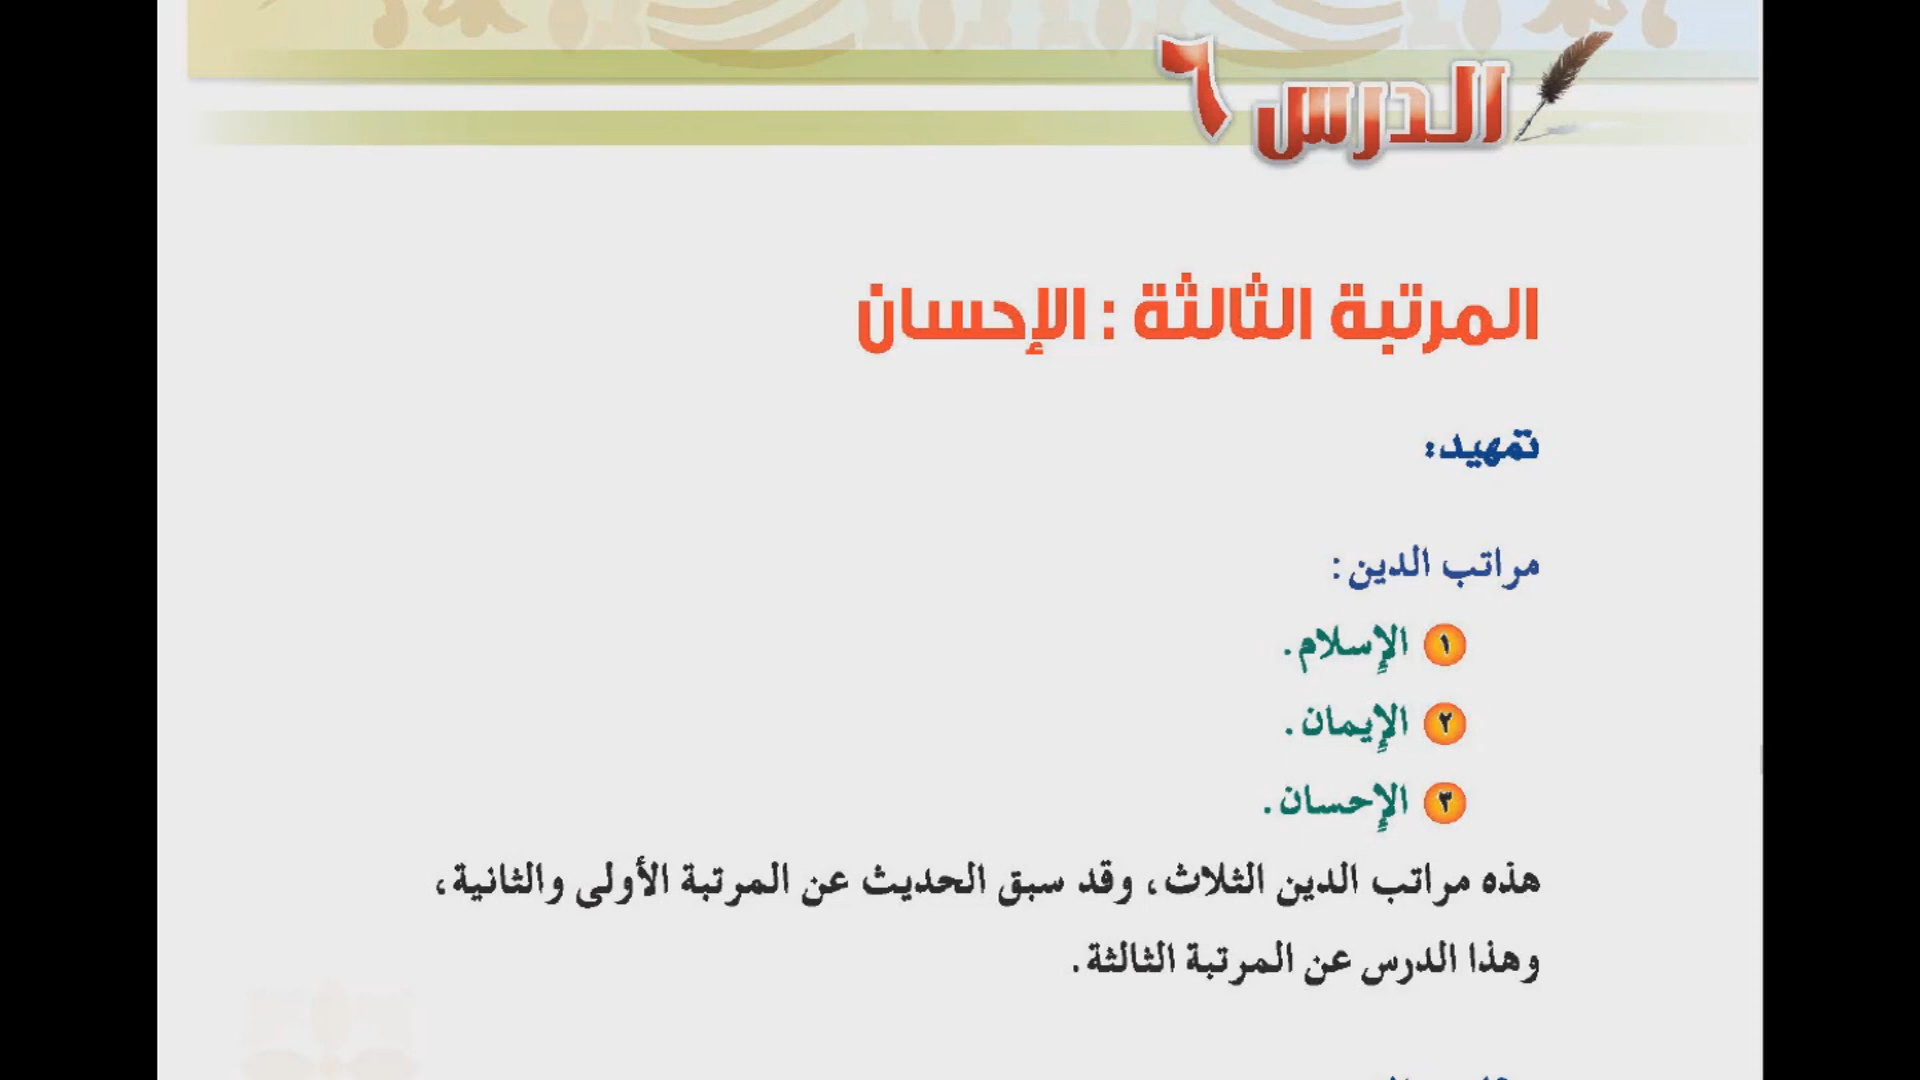 الدرس ٦
المرتبة الثالثة : الإحسان
تمهيد:
مراتب الدين :
١ الإسلام .
٢ الإيمان .
٣ الإحسان .
هذه مراتب الدين الثلاث، وقد سبق الحديث عن المرتبة الأولى والثانية،
وهذا الدرس عن المرتبة الثالثة .